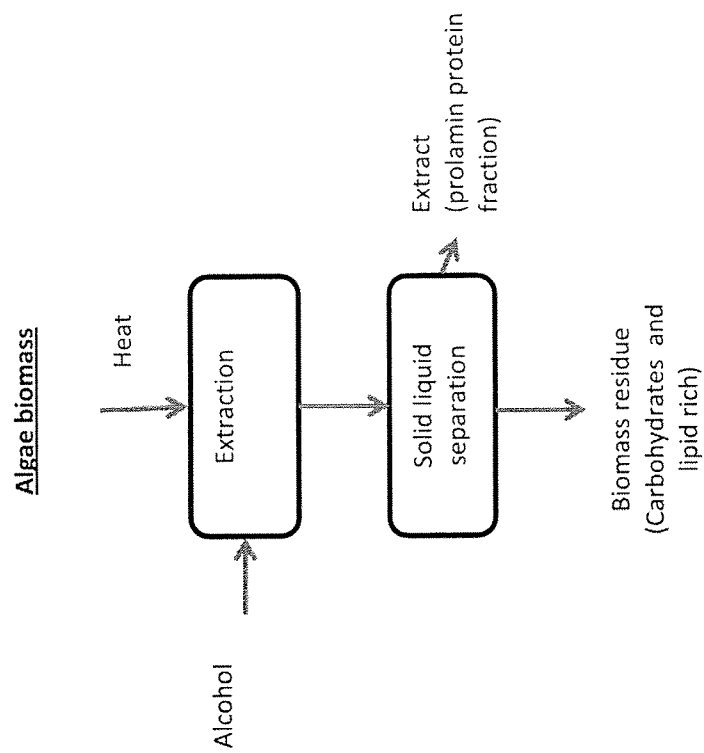 Algae biomass
Heat
Alcohol
Extraction
Solid liquid
separation
Extract
(prolamin protein
fraction)
Biomass residue
(Carbohydrates and
lipid rich)